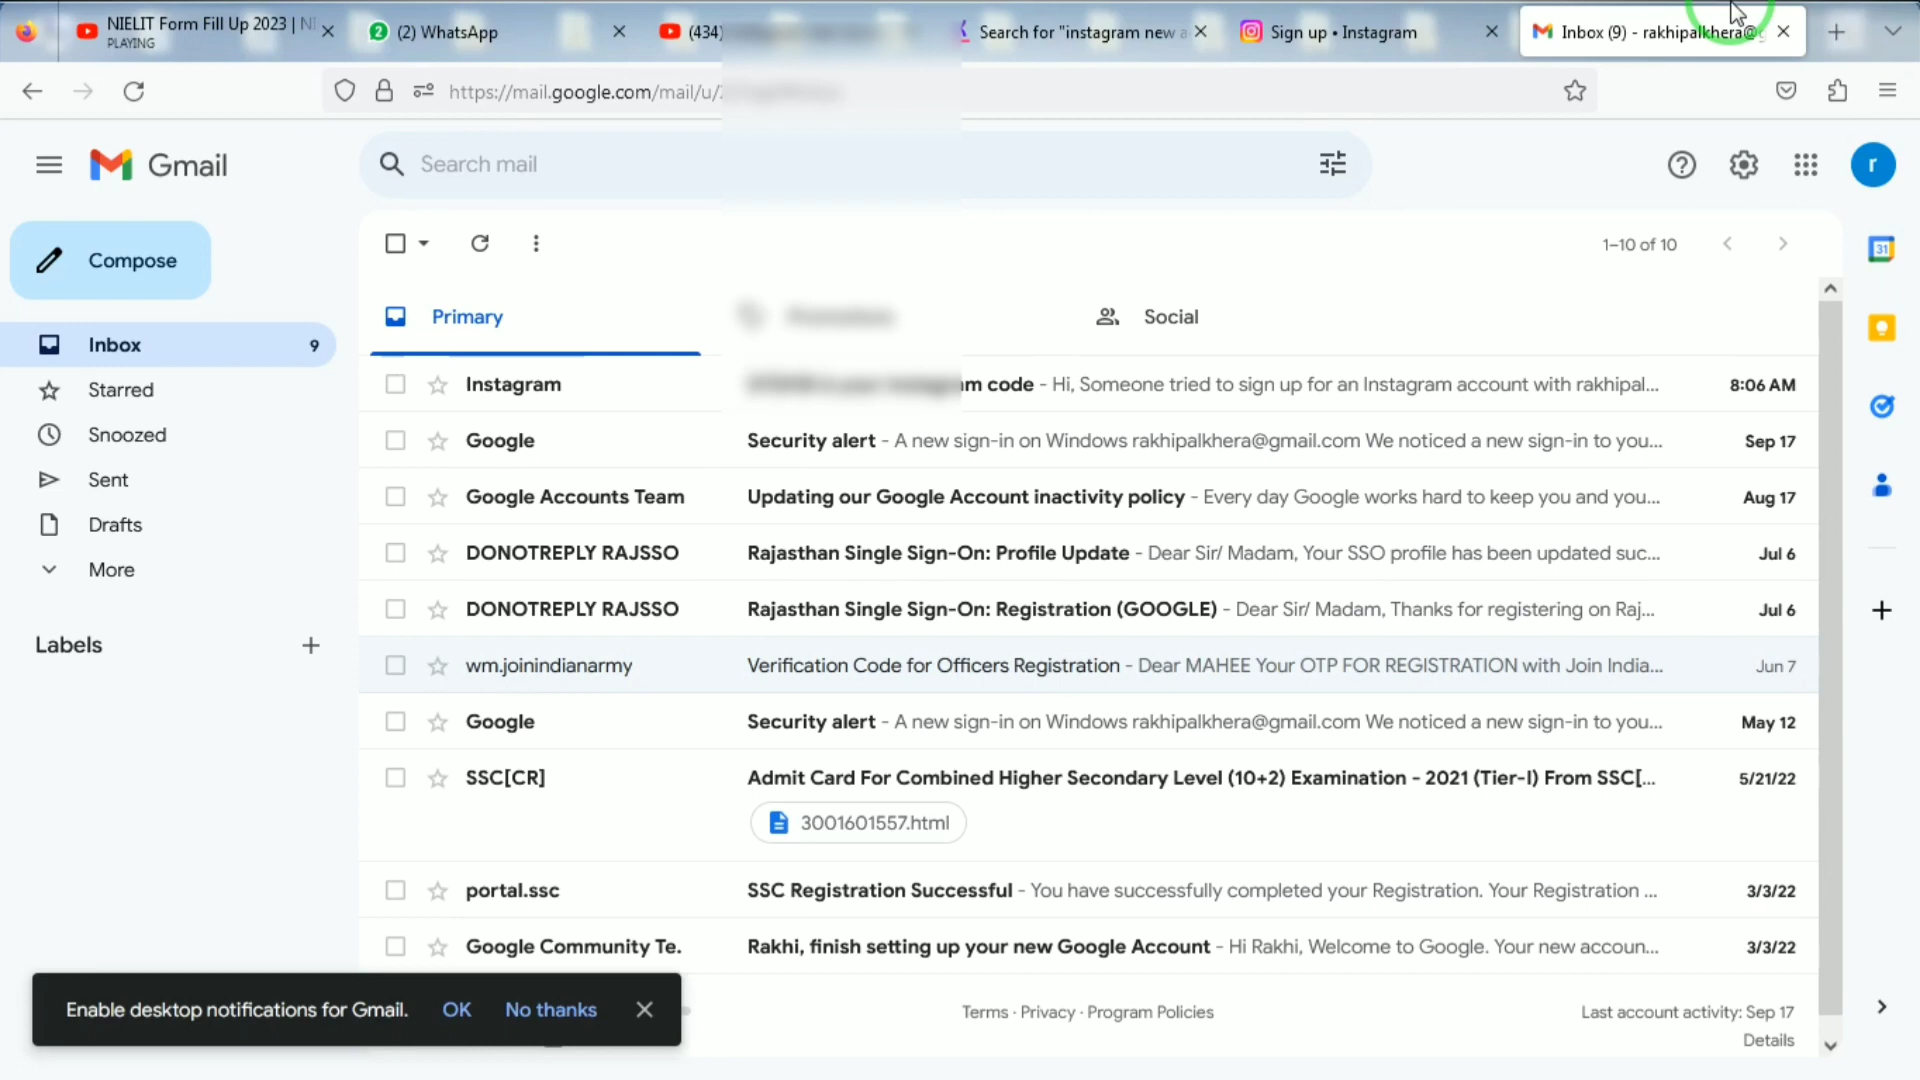 NIELIT Form Fill Up 2023 | NI
PLAYING
(2) WhatsApp
(434)
Search for "instagram new a
Sign up • Instagram
Inbox (9) - rakhipalkhera@g
https://mail.google.com/mail/u/
Gmail
Search mail
r
Compose
1–10 of 10
31
Primary
Social
Inbox 9
Starred
Snoozed
Sent
Drafts
More
Labels
Instagram
m code - Hi, Someone tried to sign up for an Instagram account with rakhipal... 8:06 AM
Google Security alert - A new sign-in on Windows rakhipalkhera@gmail.com We noticed a new sign-in to you... Sep 17
Google Accounts Team Updating our Google Account inactivity policy - Every day Google works hard to keep you and you... Aug 17
DONOTREPLY RAJSSO Rajasthan Single Sign-On: Profile Update - Dear Sir/ Madam, Your SSO profile has been updated suc... Jul 6
DONOTREPLY RAJSSO Rajasthan Single Sign-On: Registration (GOOGLE) - Dear Sir/ Madam, Thanks for registering on Raj... Jul 6
wm.joinindianarmy Verification Code for Officers Registration - Dear MAHEE Your OTP FOR REGISTRATION with Join India... Jun 7
Google Security alert - A new sign-in on Windows rakhipalkhera@gmail.com We noticed a new sign-in to you... May 12
SSC[CR] Admit Card For Combined Higher Secondary Level (10+2) Examination - 2021 (Tier-I) From SSC[... 5/21/22
3001601557.html
portal.ssc SSC Registration Successful - You have successfully completed your Registration. Your Registration ... 3/3/22
Google Community Te. Rakhi, finish setting up your new Google Account - Hi Rakhi, Welcome to Google. Your new accoun... 3/3/22
Enable desktop notifications for Gmail. OK No thanks
Terms · Privacy · Program Policies
Last account activity: Sep 17
Details